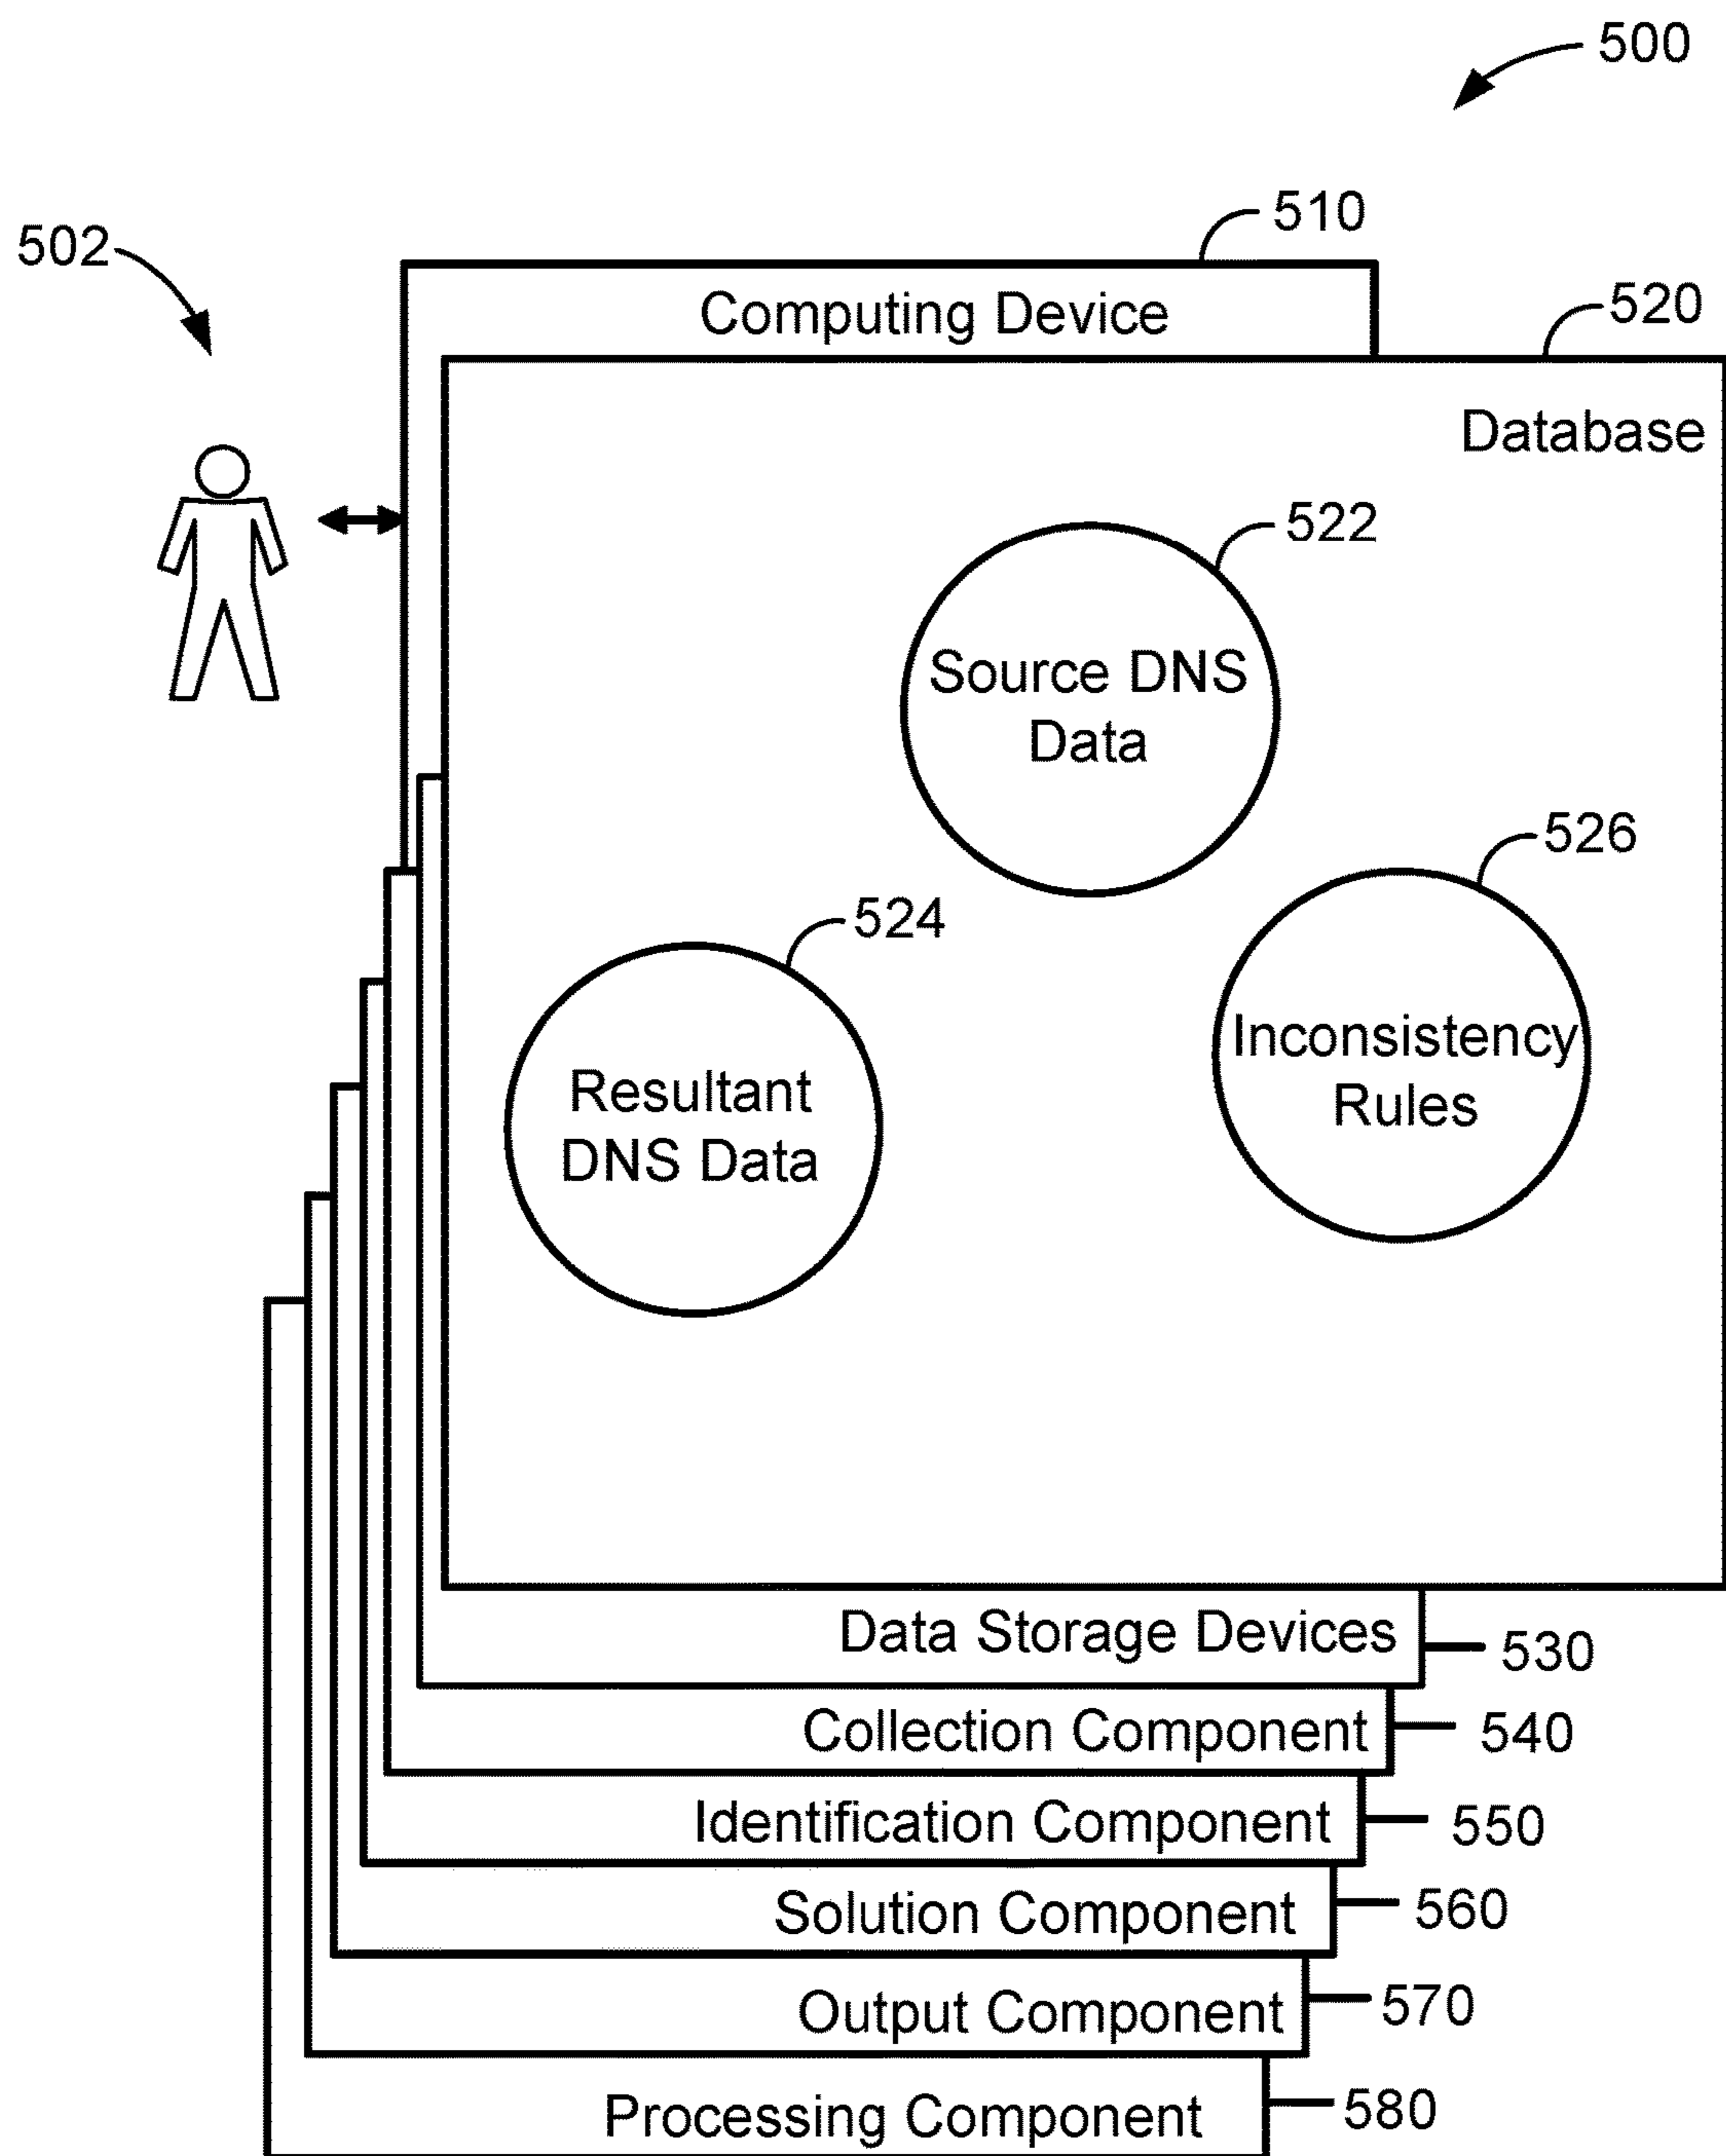 500
510
502
Computing Device
520
Database
522
Source DNS
Data
526
524
Inconsistency
Rules
Resultant
DNS Data
Data Storage Devices
530
Collection Component
540
Identification Component
550
Solution Component
560
Output Component
570
Processing Component
580